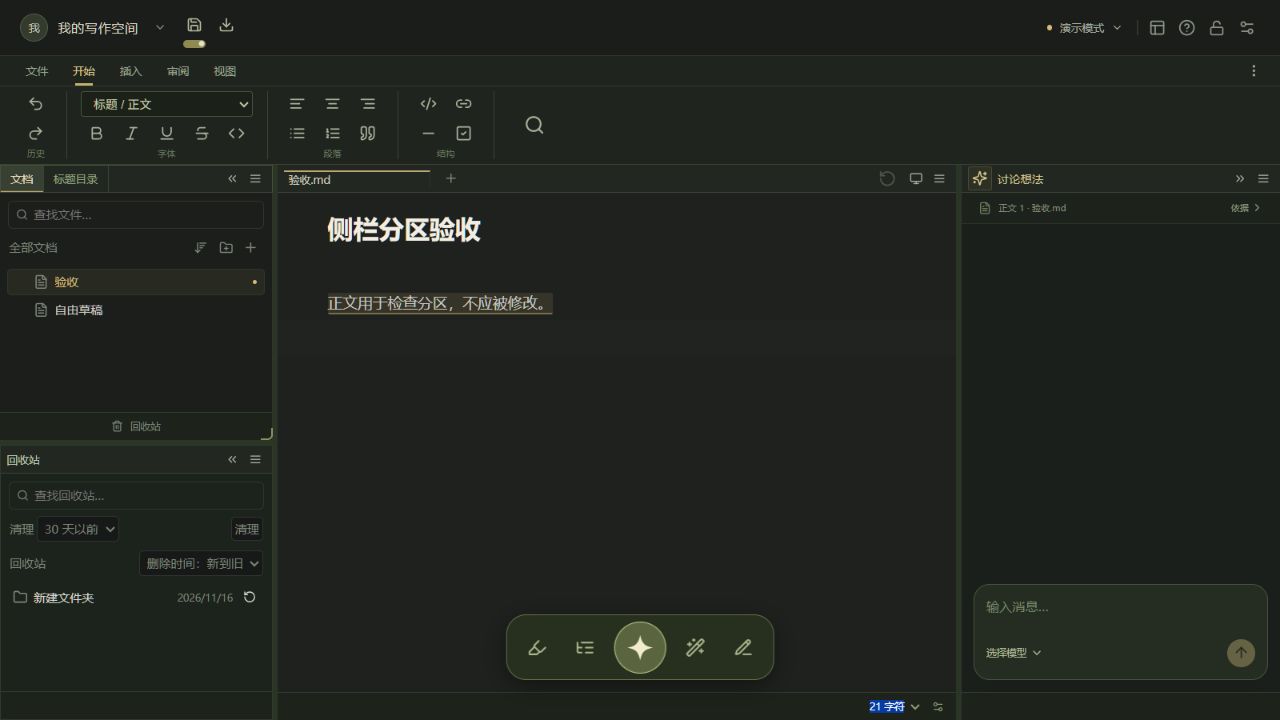 我 我的写作空间
演示模式
文件 开始 插入 审阅 视图
标题 / 正文
历史 字体 段落 结构
文档 标题目录
查找文件...
全部文档
验收
自由草稿
回收站
回收站
查找回收站...
清理 30 天以前 清理
回收站 删除时间：新到旧
新建文件夹 2026/11/16
验收.md
侧栏分区验收
正文用于检查分区，不应被修改。
21 字符
讨论想法
正文 1 - 验收.md 依据
输入消息...
选择模型